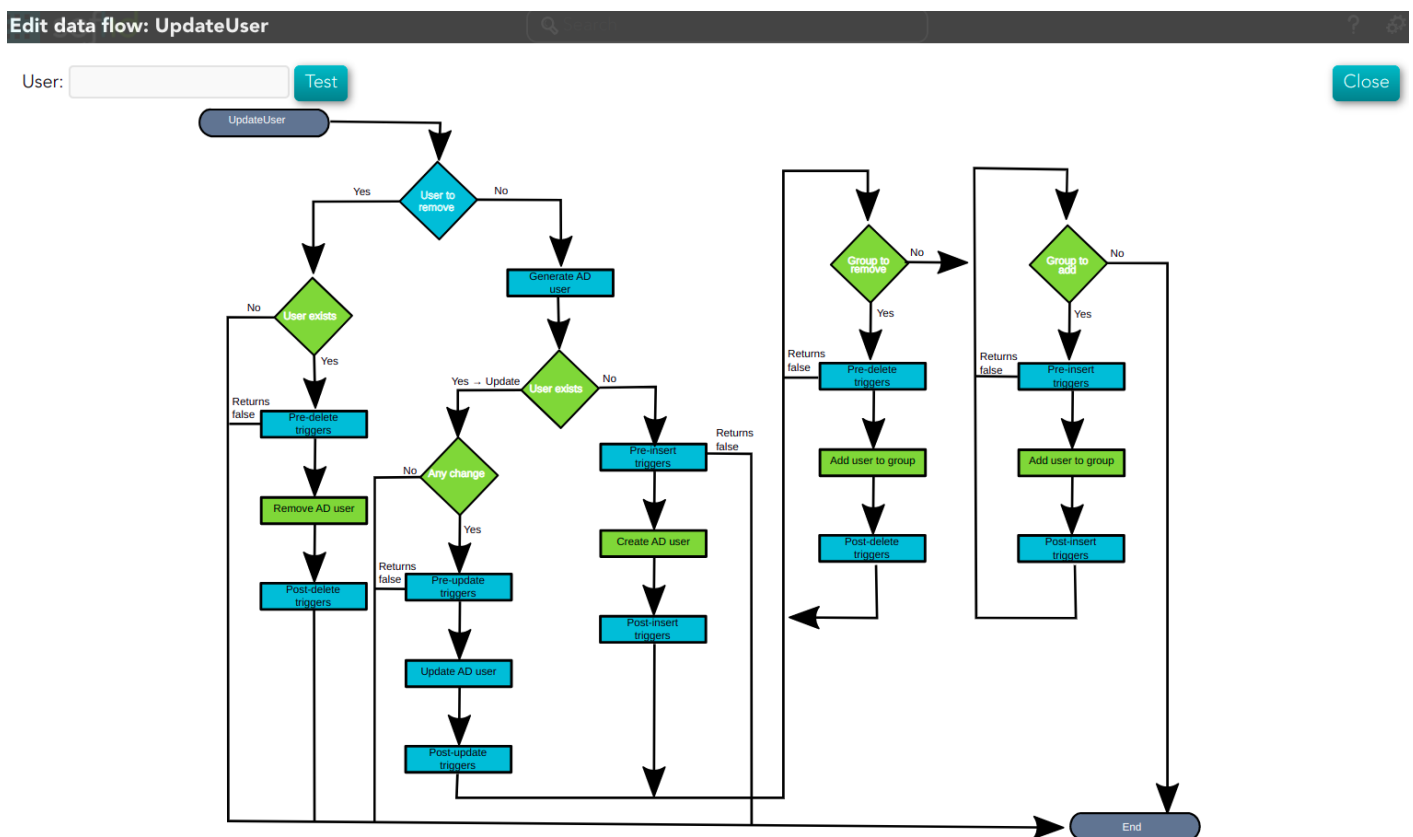 Edit data flow: UpdateUser
Search
?
User:
Test
Close
UpdateUser
User to
remove
Yes
No
Generate AD
user
User exists
No
Yes
Returns
false
Pre-delete
triggers
Remove AD user
Post-delete
triggers
User exists
Yes → Update
No
Any change
No
Yes
Returns
false
Pre-update
triggers
Update AD user
Post-update
triggers
Returns
false
Pre-insert
triggers
Create AD user
Post-insert
triggers
Group to
remove
No
Yes
Returns
false
Pre-delete
triggers
Add user to group
Post-delete
triggers
Group to
add
No
Yes
Returns
false
Pre-insert
triggers
Add user to group
Post-insert
triggers
End